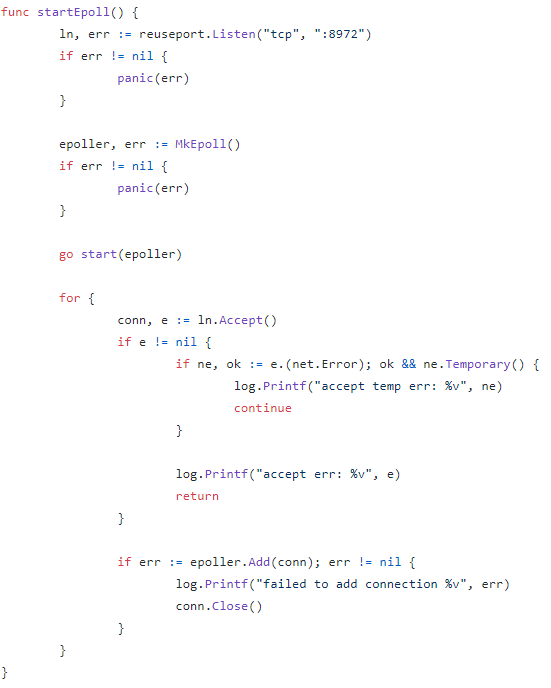 func startEpoll() {
        ln, err := reuseport.Listen("tcp", ":8972")
        if err != nil {
                panic(err)
        }

        epoller, err := MkEpoll()
        if err != nil {
                panic(err)
        }

        go start(epoller)

        for {
                conn, e := ln.Accept()
                if e != nil {
                        if ne, ok := e.(net.Error); ok && ne.Temporary() {
                                log.Printf("accept temp err: %v", ne)
                                continue
                        }

                        log.Printf("accept err: %v", e)
                        return
                }

                if err := epoller.Add(conn); err != nil {
                        log.Printf("failed to add connection %v", err)
                        conn.Close()
                }
        }
}